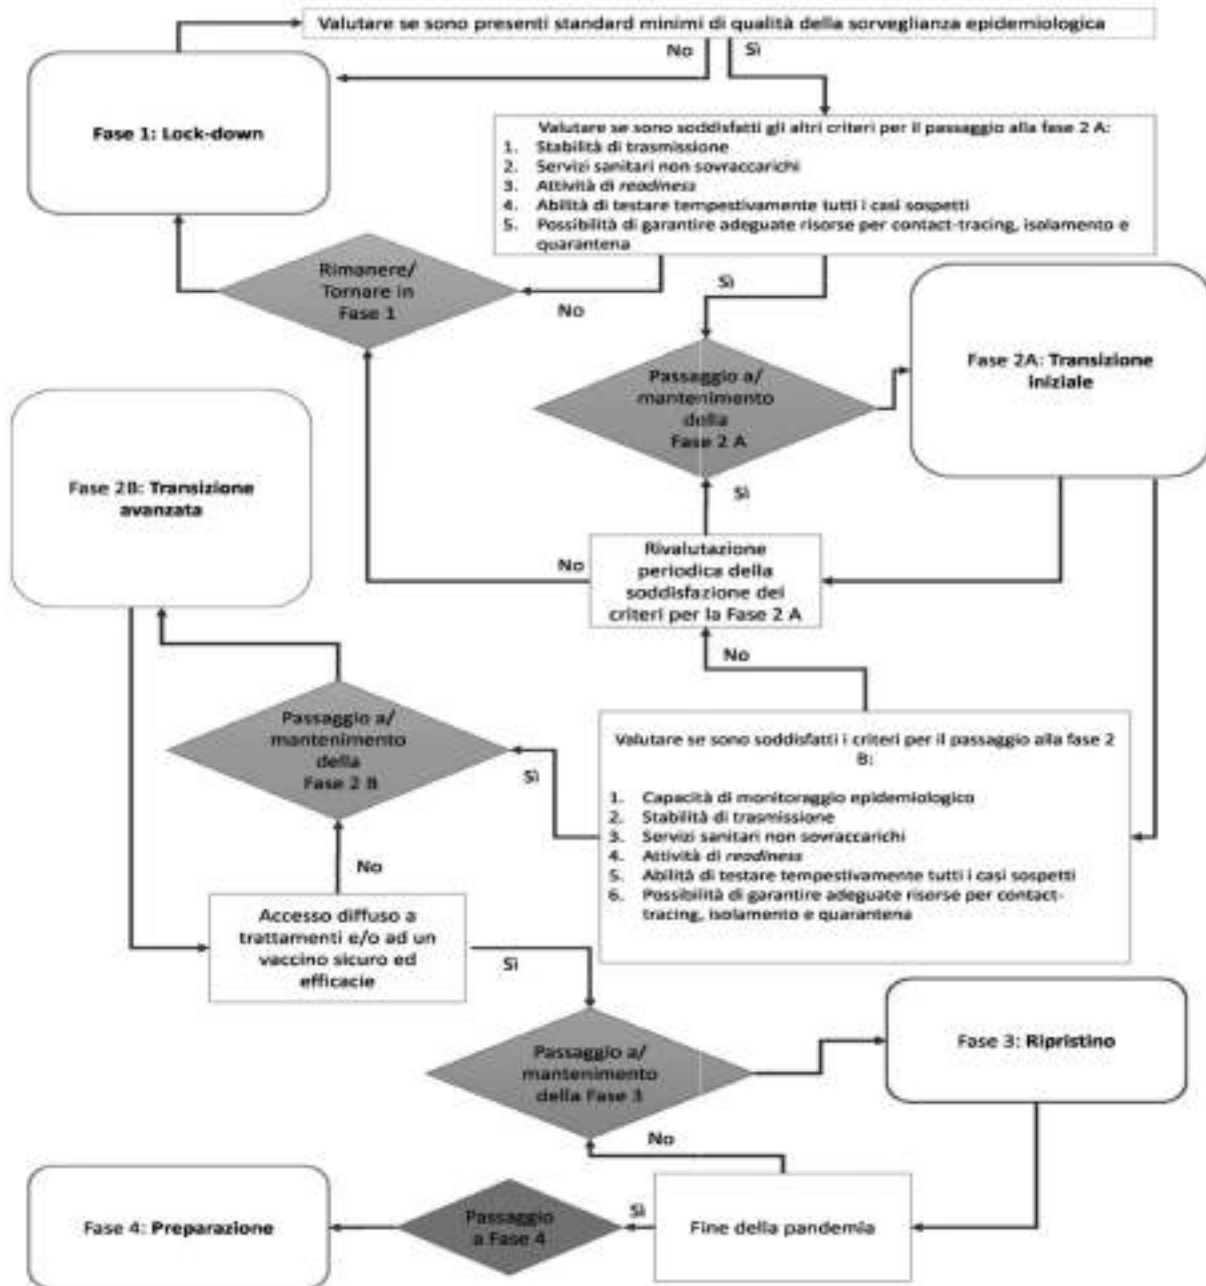 Valutare se sono presenti standard minimi di qualità della sorveglianza epidemiologica
No
Sì
Fase 1: Lock-down
Valutare se sono soddisfatti gli altri criteri per il passaggio alla fase 2 A:
1. Stabilità di trasmissione
2. Servizi sanitari non sovraccarichi
3. Attività di readiness
4. Abilità di testare tempestivamente tutti i casi sospetti
5. Possibilità di garantire adeguate risorse per contact-tracing, isolamento e
quarantena
Rimanere/
Tornare in
Fase 1
No
Sì
Passaggio a/
mantenimento
della
Fase 2 A
Fase 2A: Transizione
iniziale
Sì
Fase 2B: Transizione
avanzata
Rivalutazione
periodica della
soddisfazione dei
criteri per la Fase 2 A
No
No
Passaggio a/
mantenimento
della
Fase 2 B
Sì
Valutare se sono soddisfatti i criteri per il passaggio alla fase 2
B:
1. Capacità di monitoraggio epidemiologico
2. Stabilità di trasmissione
3. Servizi sanitari non sovraccarichi
4. Attività di readiness
5. Abilità di testare tempestivamente tutti i casi sospetti
6. Possibilità di garantire adeguate risorse per contact-
tracing, isolamento e quarantena
No
Accesso diffuso a
trattamenti e/o ad un
vaccino sicuro ed
efficacie
Sì
Passaggio a/
mantenimento
della Fase 3
Fase 3: Ripristino
No
Fine della pandemia
Sì
Passaggio
a Fase 4
Fase 4: Preparazione